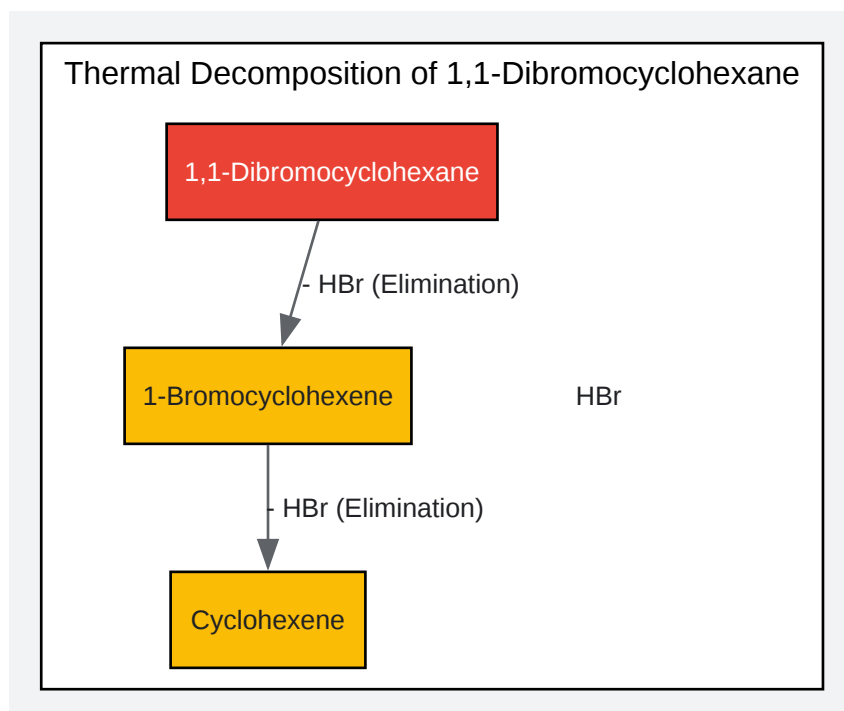 Thermal Decomposition of 1,1-Dibromocyclohexane
1,1-Dibromocyclohexane
- HBr (Elimination)
1-Bromocyclohexene
HBr
- HBr (Elimination)
Cyclohexene